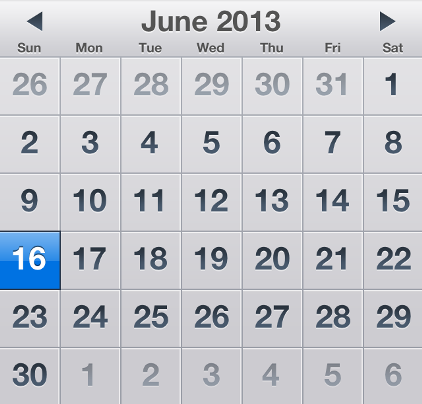 June 2013
Sun Mon Tue Wed Thu Fri Sat
26 27 28 29 30 31 1
2 3 4 5 6 7 8
9 10 11 12 13 14 15
16 17 18 19 20 21 22
23 24 25 26 27 28 29
30 1 2 3 4 5 6